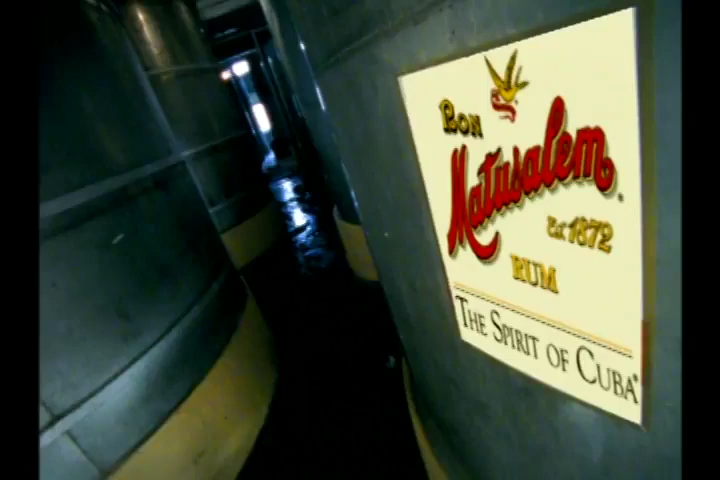 Ron
Matusalem.
Est 1872
RUM
THE SPIRIT OF CUBA®